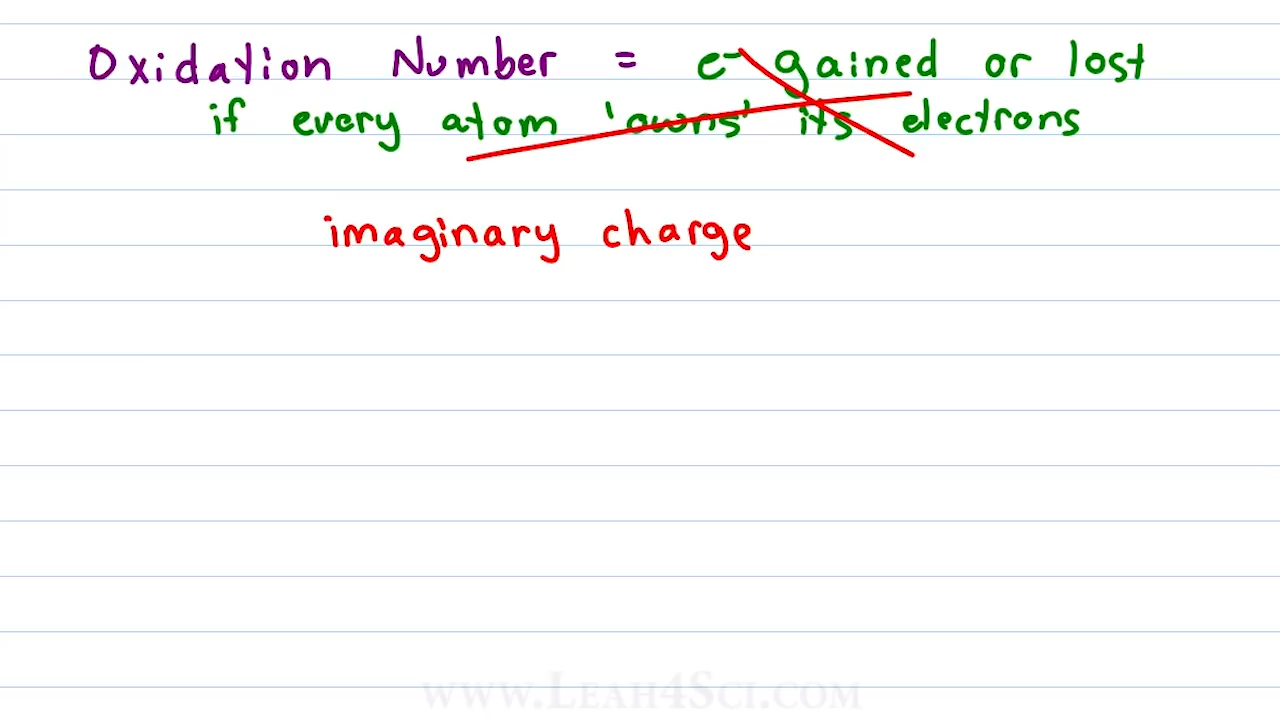 Oxidation Number = e⁻ gained or lost
if every atom 'owns' its electrons
imaginary charge
www.Leah4Sci.com